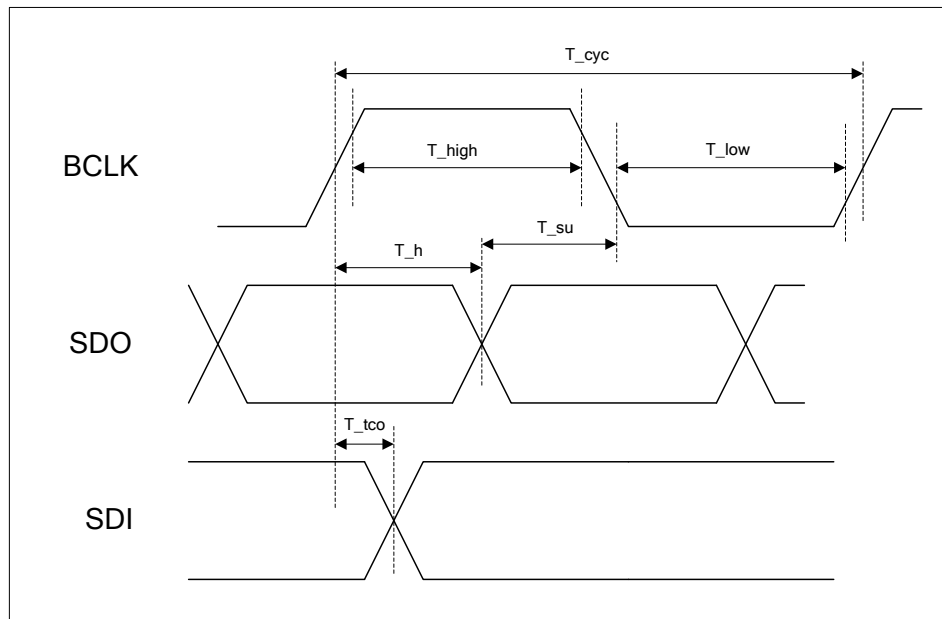 T_cyc
BCLK
T_high
T_low
T_su
T_h
SDO
T_tco
SDI